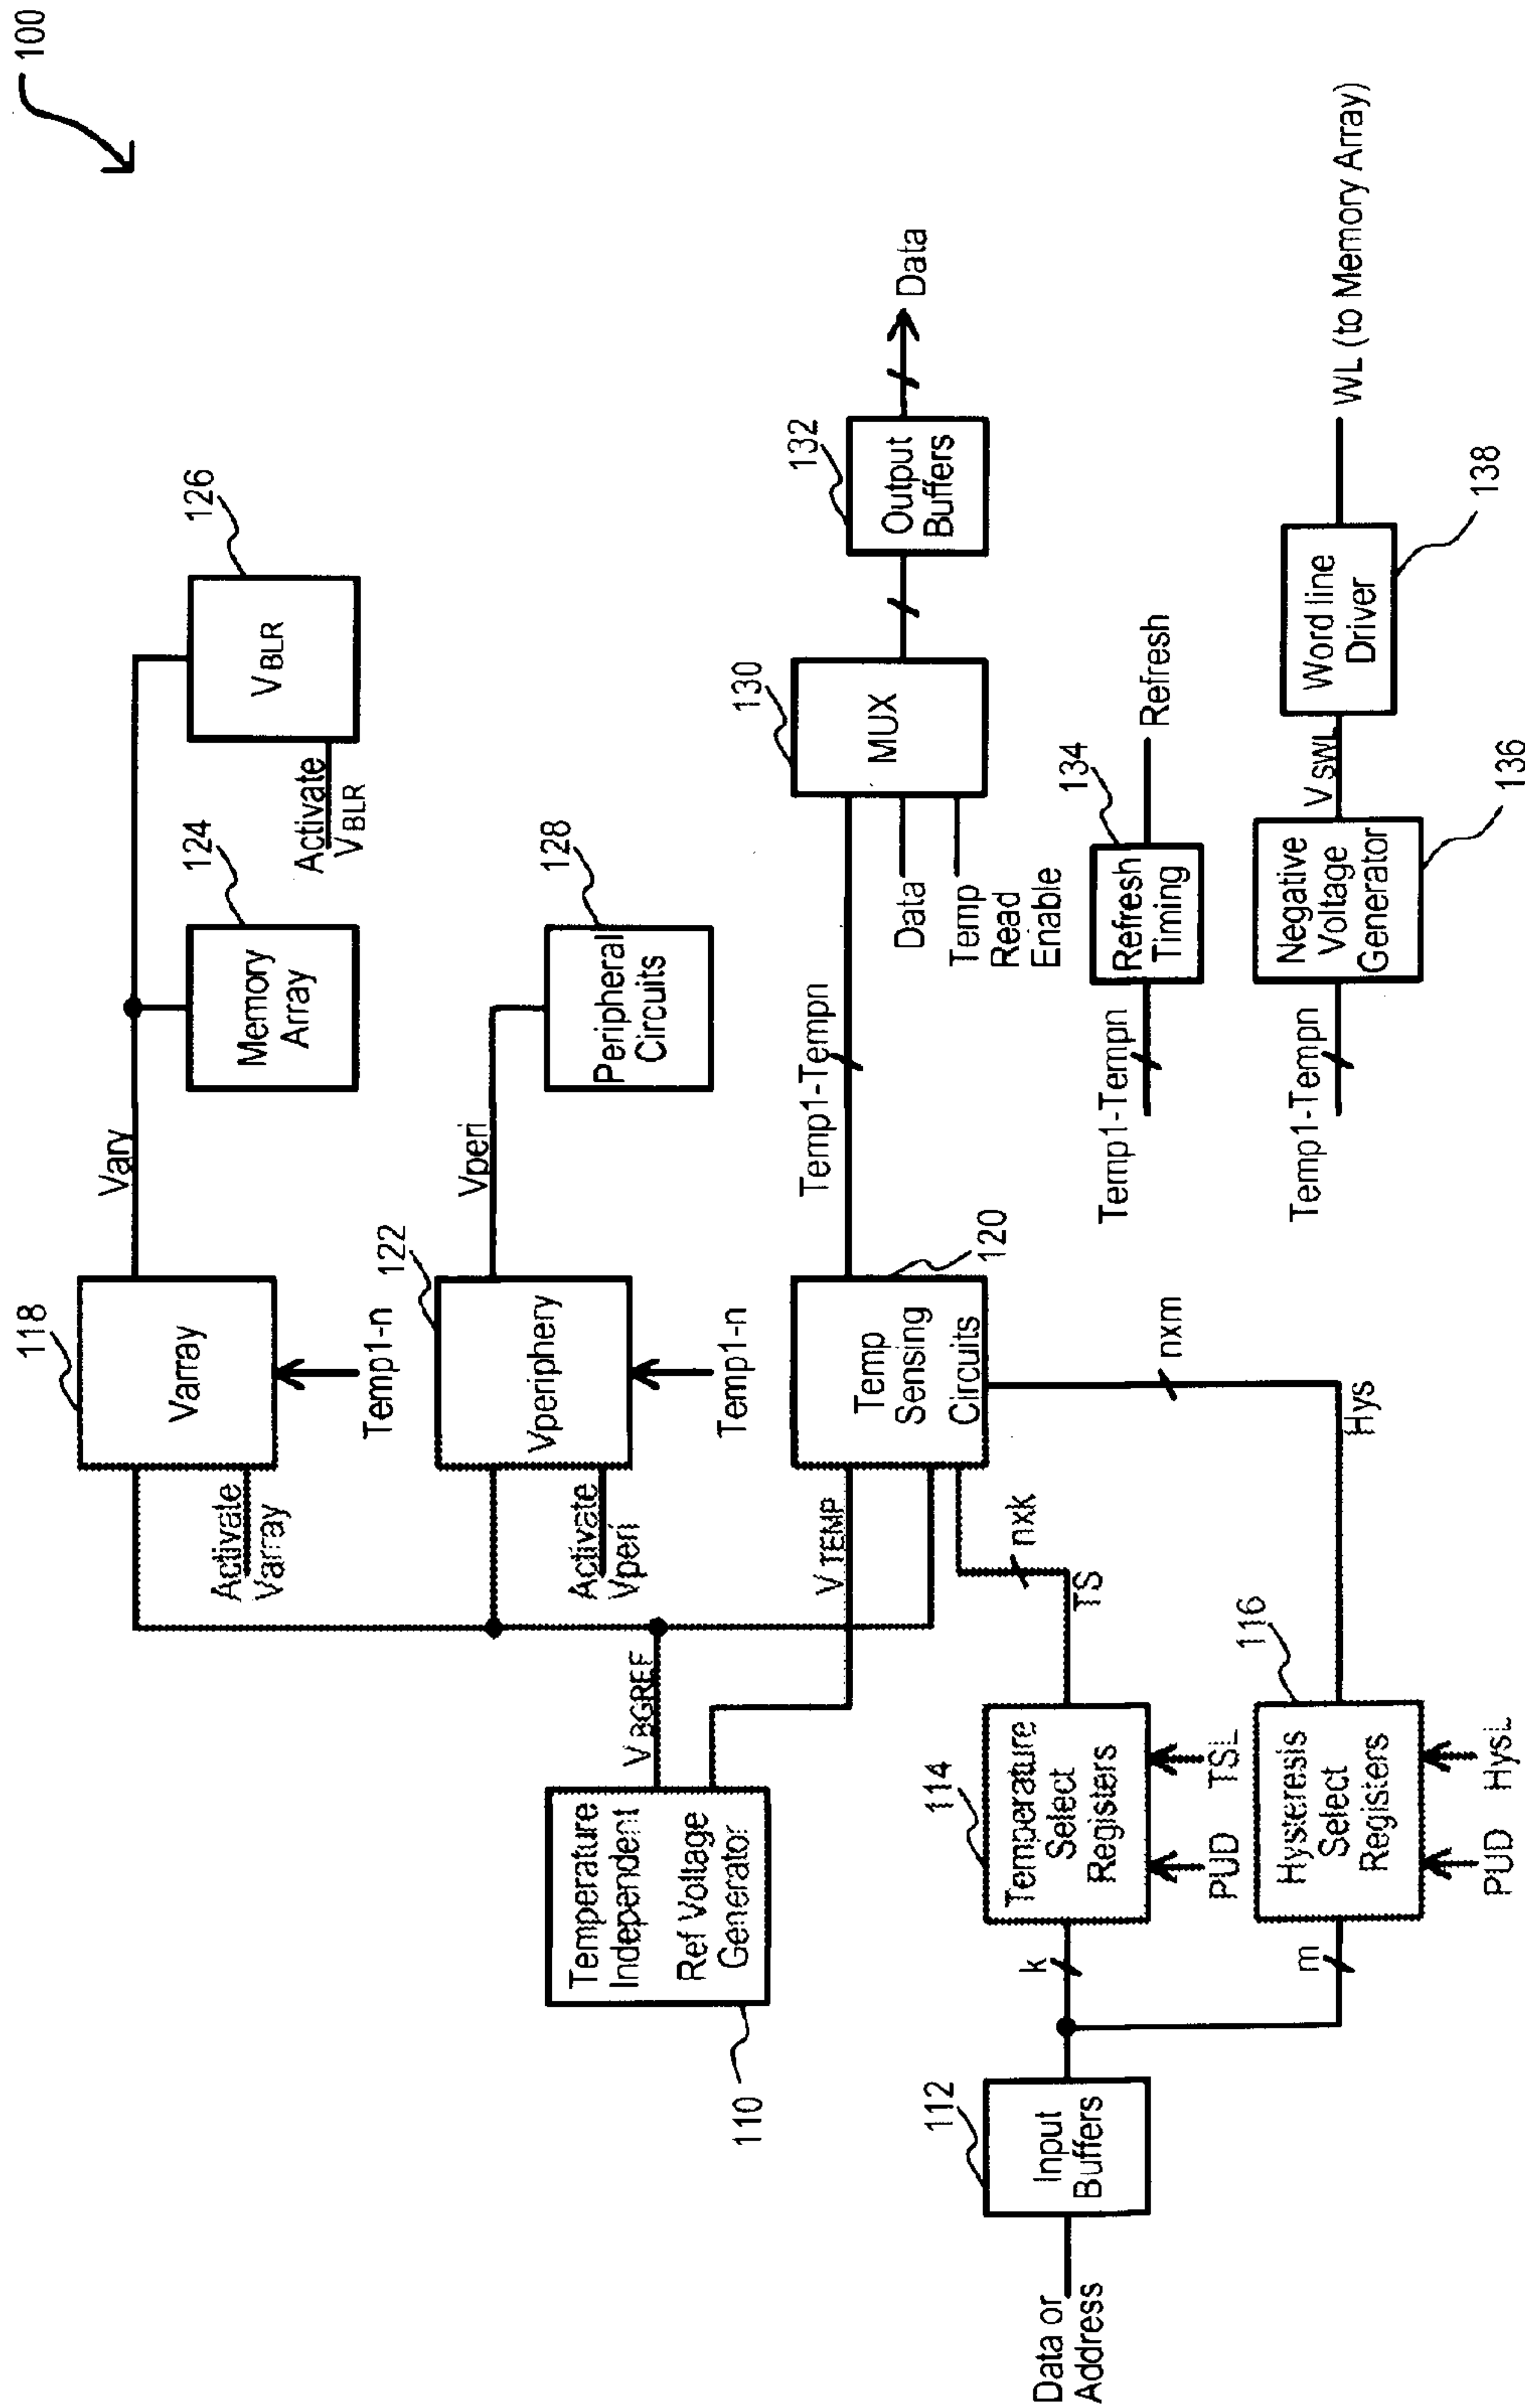 100
118
Varray
Activate
Varray
Temp1-n
Vary
124
Memory
Array
126
VBLR
Activate
VBLR
122
Vperiphery
Activate
Vperi
Temp1-n
Vperi
128
Peripheral
Circuits
110
Temperature
Independent
Ref Voltage
Generator
VBGREF
VTEMP
Temp
Sensing
Circuits
120
Temp1-Tempn
130
MUX
Data
Temp
Read
Enable
132
Output
Buffers
Data
Data or
Address
112
Input
Buffers
k
m
114
Temperature
Select
Registers
PUD
TSL
TS
nxk
116
Hysteresis
Select
Registers
PUD
HysL
Hys
nxm
Temp1-Tempn
134
Refresh
Timing
Refresh
Temp1-Tempn
Negative
Voltage
Generator
136
VSWL
Word line
Driver
138
WL (to Memory Array)